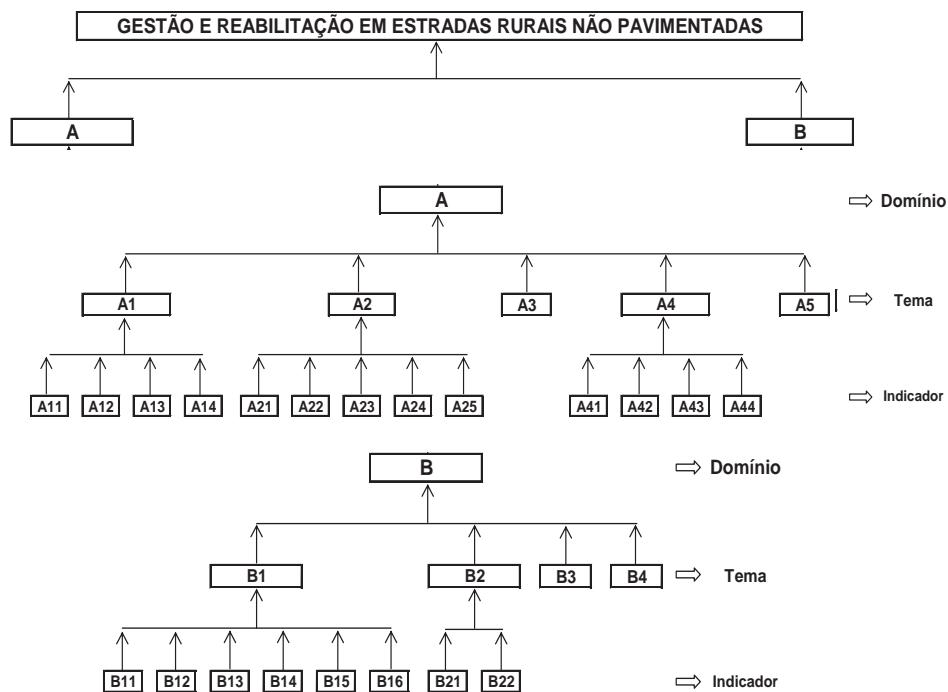 GESTÃO E REABILITAÇÃO EM ESTRADAS RURAIS NÃO PAVIMENTADAS
A B
A Domínio
A1 A2 A3 A4 A5 Tema
A11 A12 A13 A14 A21 A22 A23 A24 A25 A41 A42 A43 A44 Indicador
B Domínio
B1 B2 B3 B4 Tema
B11 B12 B13 B14 B15 B16 B21 B22 Indicador